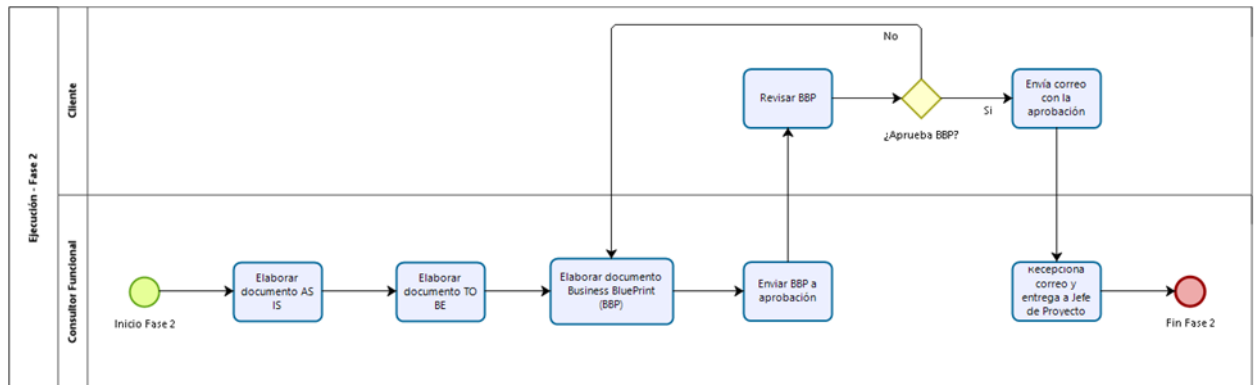 Ejecución - Fase 2
Cliente
No
Revisar BBP
¿Aprueba BBP?
Si
Envía correo
con la
aprobación
Consultor Funcional
Inicio Fase 2
Elaborar
documento AS
IS
Elaborar
documento TO
BE
Elaborar documento
Business BluePrint
(BBP)
Enviar BBP a
aprobación
Recepciona
correo y
entrega a Jefe
de Proyecto
Fin Fase 2